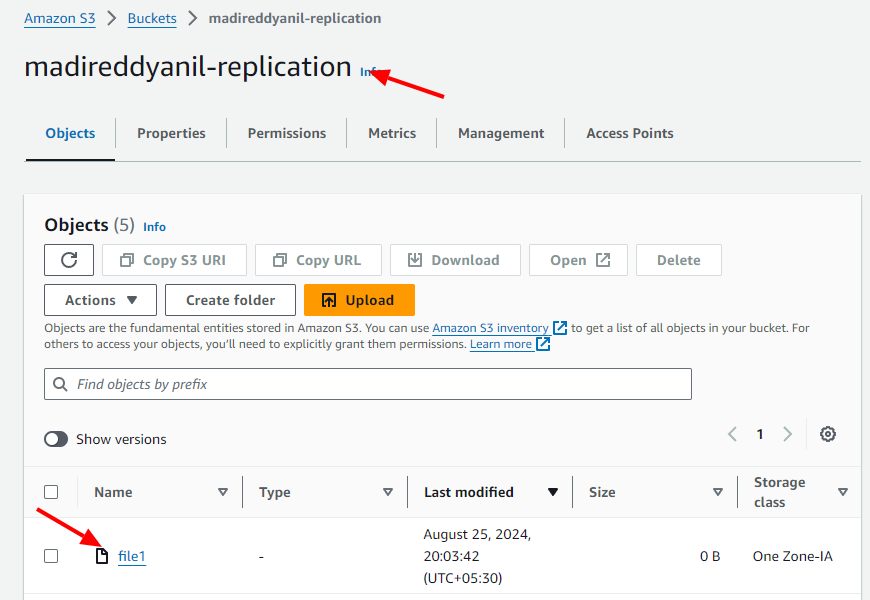 Amazon S3 > Buckets > madireddyanil-replication
madireddyanil-replication Info
Objects Properties Permissions Metrics Management Access Points
Objects (5) Info
Copy S3 URI Copy URL Download Open Delete
Actions Create folder Upload
Objects are the fundamental entities stored in Amazon S3. You can use Amazon S3 inventory to get a list of all objects in your bucket. For
others to access your objects, you'll need to explicitly grant them permissions. Learn more
Find objects by prefix
Show versions 1
Name Type Last modified Size Storage
class
August 25, 2024,
file1 - 20:03:42 0 B One Zone-IA
(UTC+05:30)